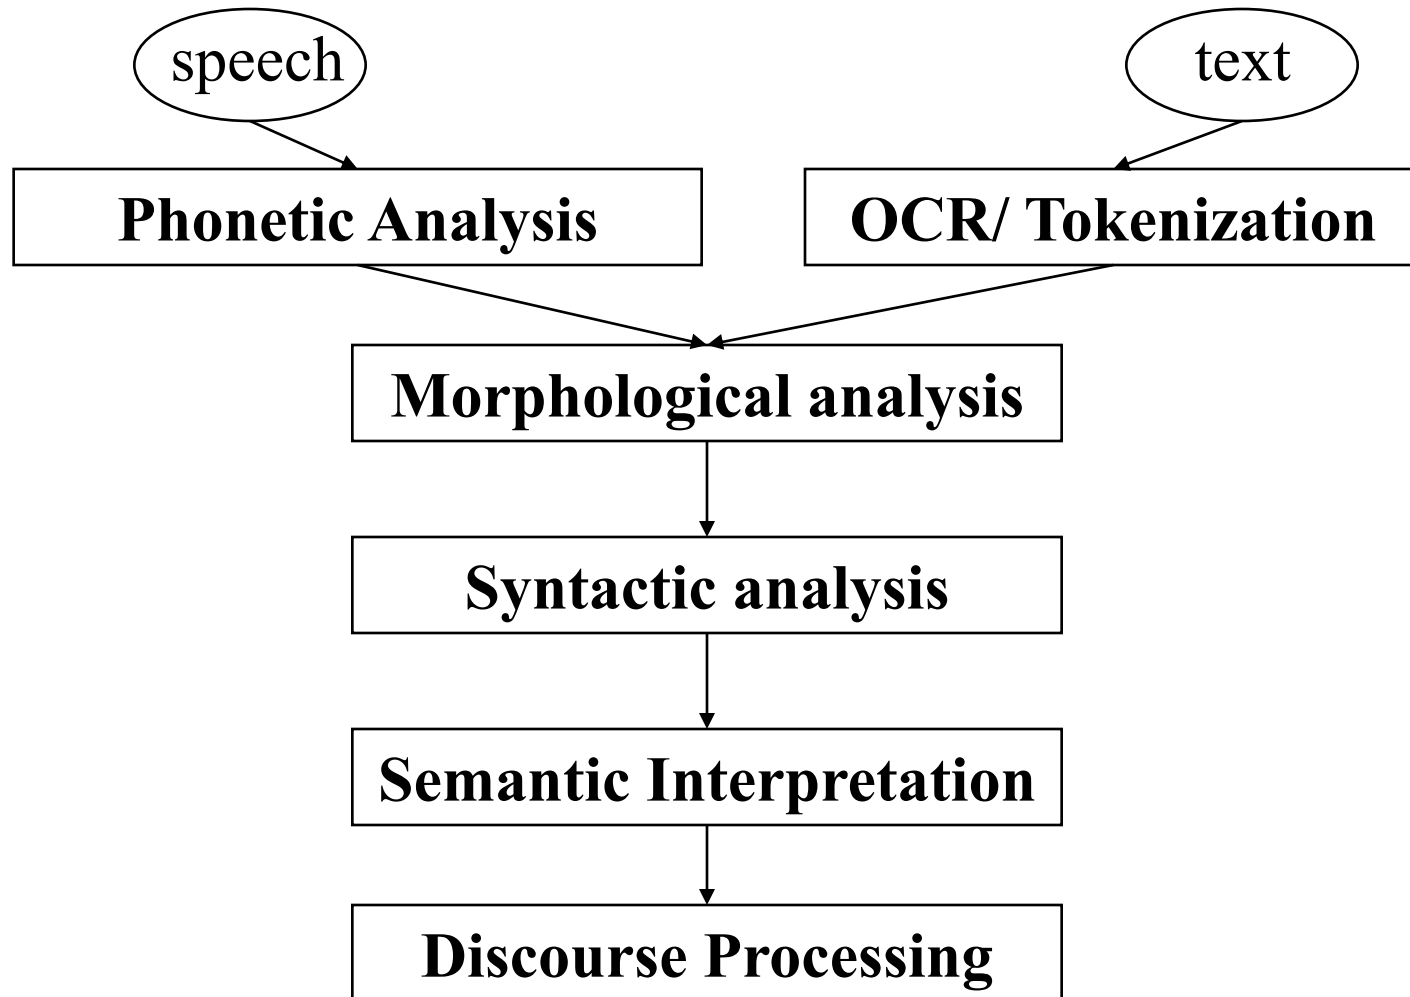 speech
text
Phonetic Analysis
OCR/ Tokenization
Morphological analysis
Syntactic analysis
Semantic Interpretation
Discourse Processing